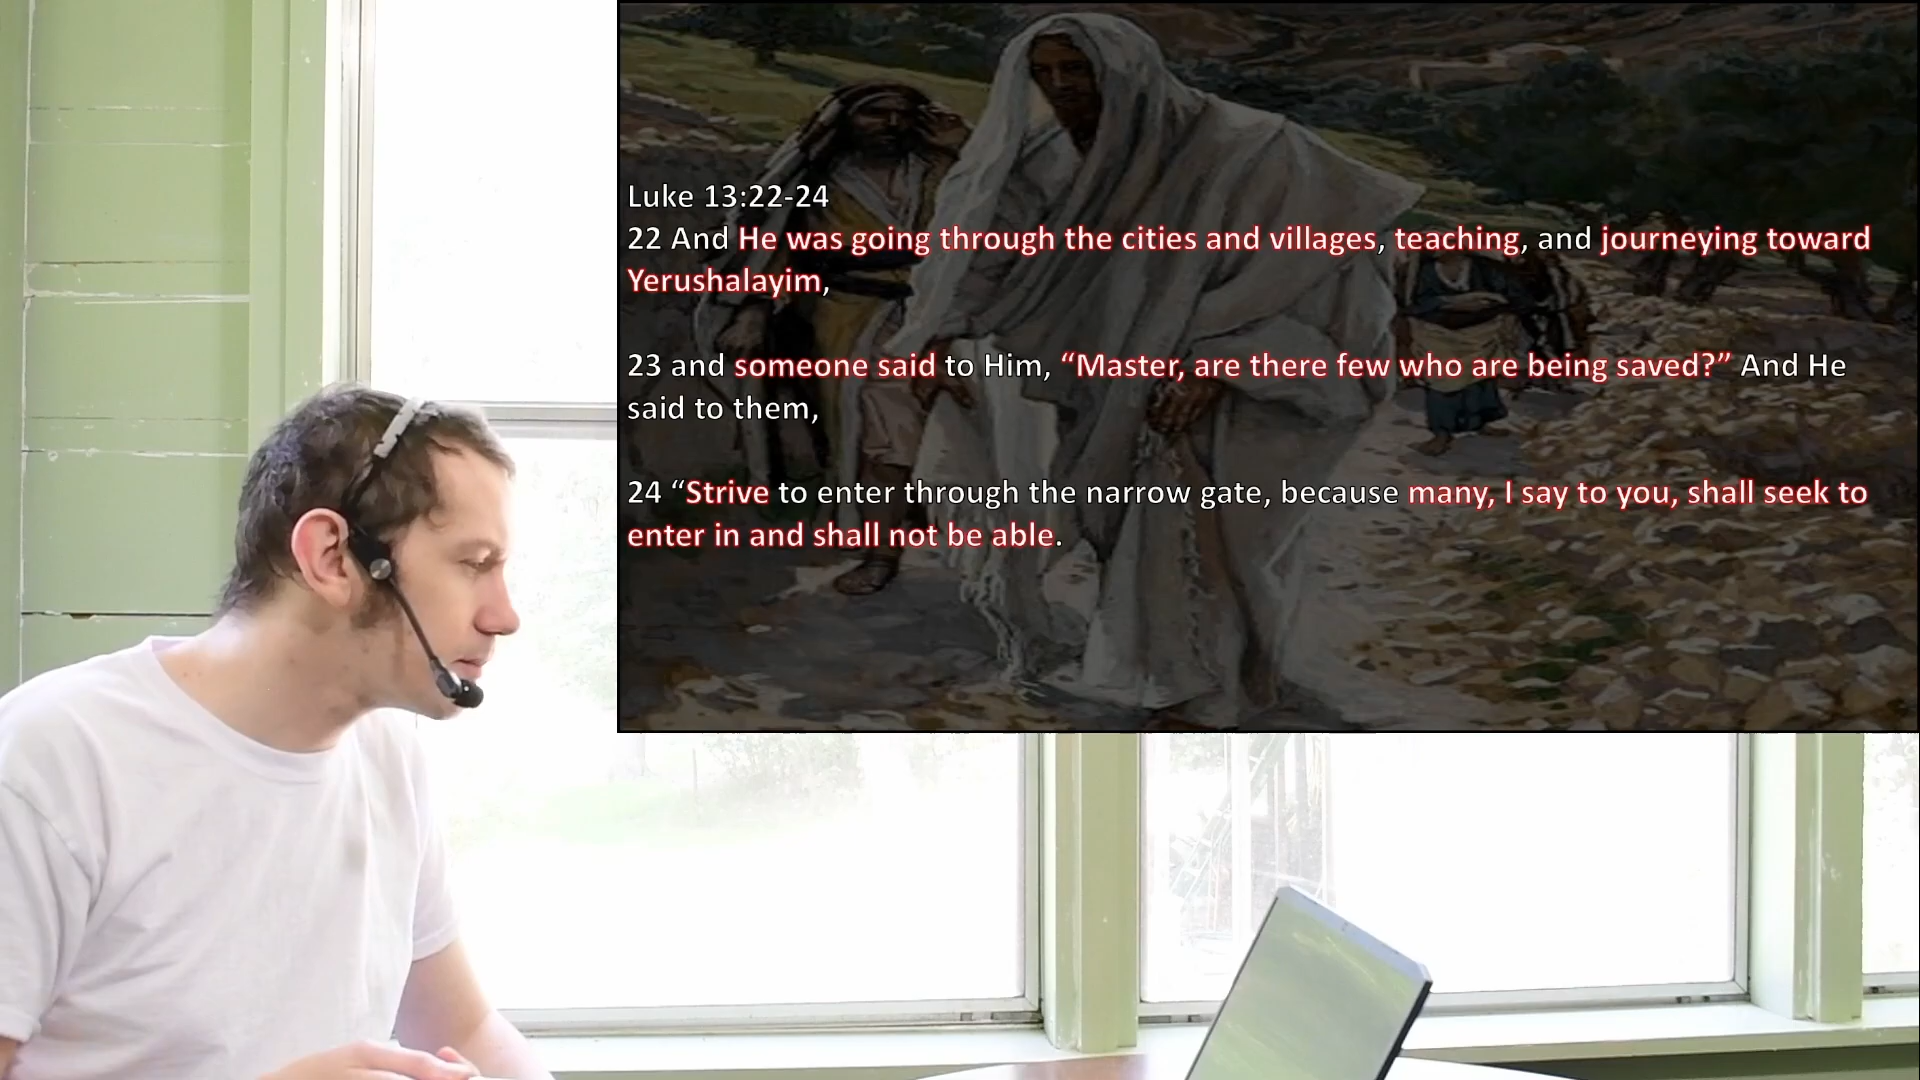 Luke 13:22-24
22 And He was going through the cities and villages, teaching, and journeying toward
Yerushalayim,
23 and someone said to Him, “Master, are there few who are being saved?” And He
said to them,
24 “Strive to enter through the narrow gate, because many, I say to you, shall seek to
enter in and shall not be able.